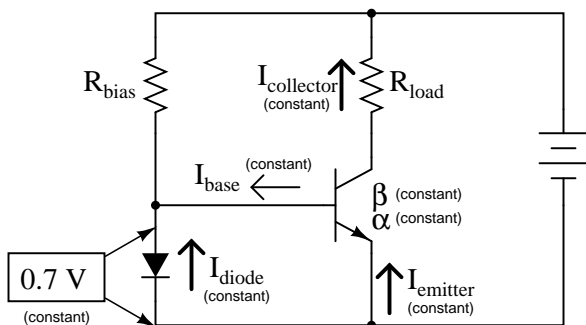 R bias
I collector
(constant)
R load
I base
(constant)
β (constant)
α (constant)
0.7 V
(constant)
I diode
(constant)
I emitter
(constant)